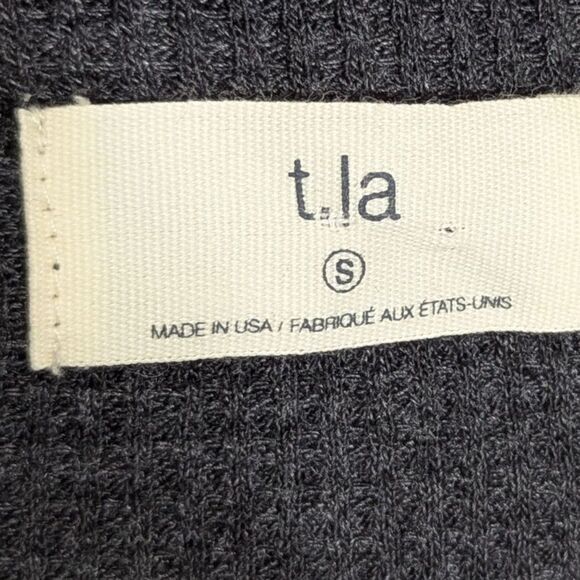 t.la
S
MADE IN USA / FABRIQUÉ AUX ÉTATS-UNIS